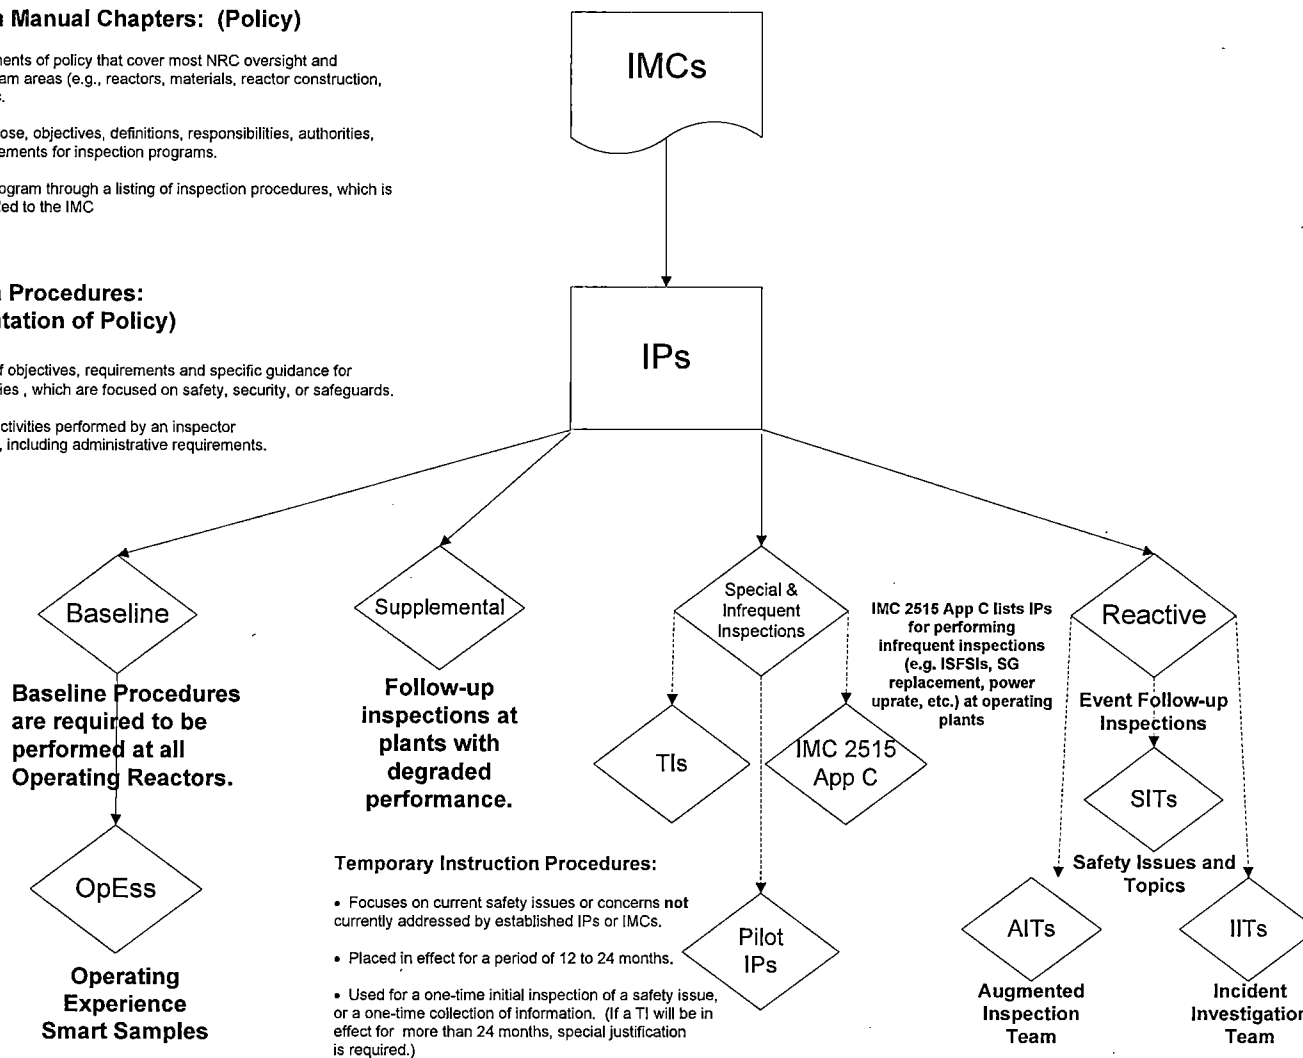 Manual Chapters: (Policy)
ents of policy that cover most NRC oversight and
am areas (e.g., reactors, materials, reactor construction,
ose, objectives, definitions, responsibilities, authorities,
ements for inspection programs.
ogram through a listing of inspection procedures, which is
ed to the IMC
IMCs
Procedures:
tation of Policy)
f objectives, requirements and specific guidance for
ies , which are focused on safety, security, or safeguards.
ctivities performed by an inspector
, including administrative requirements.
IPs
Baseline
Baseline Procedures
are required to be
performed at all
Operating Reactors.
OpEss
Operating
Experience
Smart Samples
Supplemental
Follow-up
inspections at
plants with
degraded
performance.
Special &
Infrequent
Inspections
TIs
IMC 2515
App C
Pilot
IPs
IMC 2515 App C lists IPs
for performing
infrequent inspections
(e.g. ISFSIs, SG
replacement, power
uprate, etc.) at operating
plants
Temporary Instruction Procedures:
• Focuses on current safety issues or concerns not
currently addressed by established IPs or IMCs.
• Placed in effect for a period of 12 to 24 months.
• Used for a one-time initial inspection of a safety issue,
or a one-time collection of information. (If a TI will be in
effect for more than 24 months, special justification
is required.)
Reactive
Event Follow-up
Inspections
SITs
Safety Issues and
Topics
AITs
Augmented
Inspection
Team
IITs
Incident
Investigation
Team